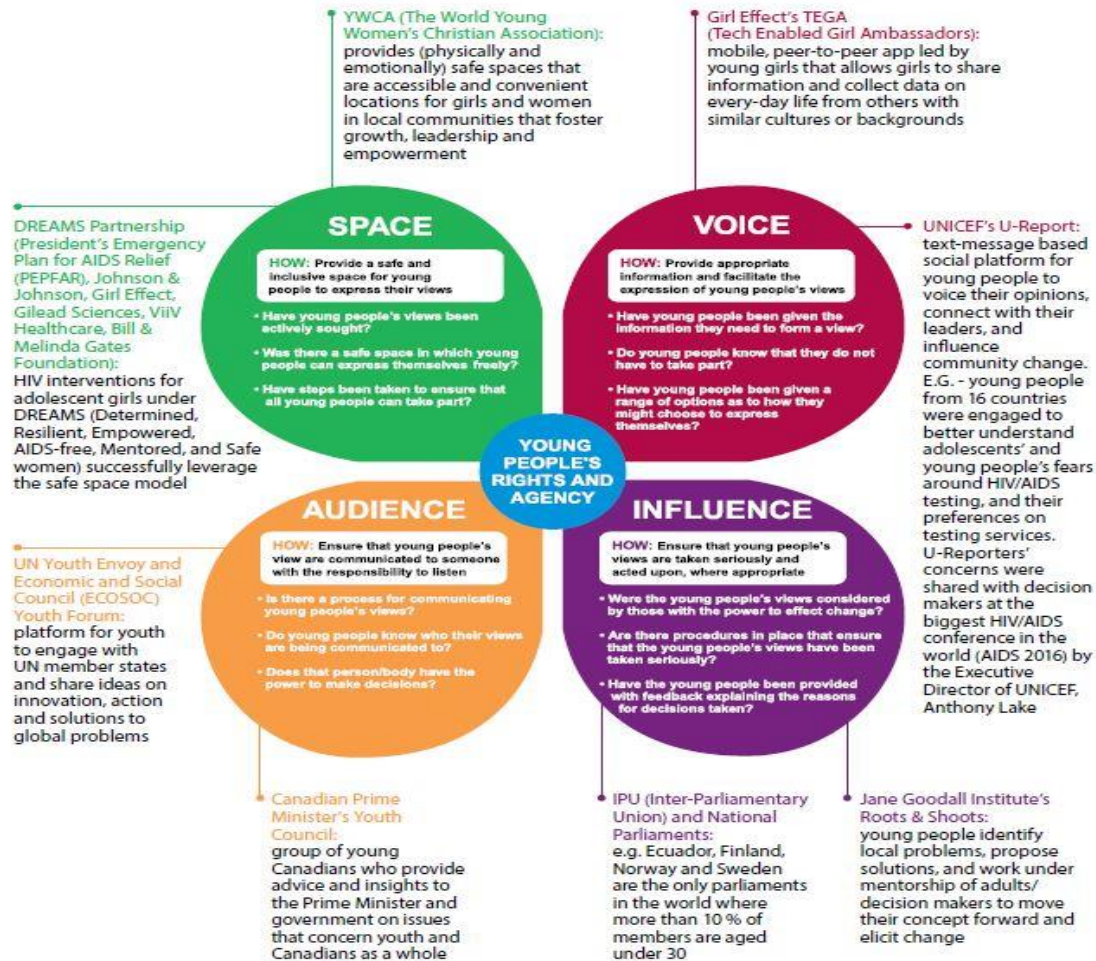 YWCA (The World Young
Women's Christian Association):
provides (physically and
emotionally) safe spaces that
are accessible and convenient
locations for girls and women
in local communities that foster
growth, leadership and
empowerment
Girl Effect's TEGA
(Tech Enabled Girl Ambassadors):
mobile, peer-to-peer app led by
young girls that allows girls to share
information and collect data on
every-day life from others with
similar cultures or backgrounds
DREAMS Partnership
(President's Emergency
Plan for AIDS Relief
(PEPFAR), Johnson &
Johnson, Girl Effect,
Gilead Sciences, ViiV
Healthcare, Bill &
Melinda Gates
Foundation):
HIV interventions for
adolescent girls under
DREAMS (Determined,
Resilient, Empowered,
AIDS-free, Mentored, and Safe
women) successfully leverage
the safe space model
SPACE
HOW: Provide a safe and
inclusive space for young
people to express their views
• Have young people's views been
actively sought?
• Was there a safe space in which young
people can express themselves freely?
• Have steps been taken to ensure that
all young people can take part?
VOICE
HOW: Provide appropriate
information and facilitate the
expression of young people's views
• Have young people been given the
information they need to form a view?
• Do young people know that they do not
have to take part?
• Have young people been given a
range of options as to how they
might choose to express
themselves?
UNICEF's U-Report:
text-message based
social platform for
young people to
voice their opinions,
connect with their
leaders, and
influence
community change.
E.G. - young people
from 16 countries
were engaged to
better understand
adolescents' and
young people's fears
around HIV/AIDS
testing, and their
preferences on
testing services.
U-Reporters'
concerns were
shared with decision
makers at the
biggest HIV/AIDS
conference in the
world (AIDS 2016) by
the Executive
Director of UNICEF,
Anthony Lake
YOUNG
PEOPLE'S
RIGHTS AND
AGENCY
UN Youth Envoy and
Economic and Social
Council (ECOSOC)
Youth Forum:
platform for youth
to engage with
UN member states
and share ideas on
innovation, action
and solutions to
global problems
AUDIENCE
HOW: Ensure that young people's
view are communicated to someone
with the responsibility to listen
• Is there a process for communicating
young people's views?
• Do young people know who their views
are being communicated to?
• Does that person/body have the
power to make decisions?
INFLUENCE
HOW: Ensure that young people's
views are taken seriously and
acted upon, where appropriate
• Were the young people's views considered
by those with the power to effect change?
• Are there procedures in place that ensure
that the young people's views have been
taken seriously?
• Have the young people been provided
with feedback explaining the reasons
for decisions taken?
Canadian Prime
Minister's Youth
Council:
group of young
Canadians who provide
advice and insights to
the Prime Minister and
government on issues
that concern youth and
Canadians as a whole
IPU (Inter-Parliamentary
Union) and National
Parliaments:
e.g. Ecuador, Finland,
Norway and Sweden
are the only parliaments
in the world where
more than 10 % of
members are aged
under 30
Jane Goodall Institute's
Roots & Shoots:
young people identify
local problems, propose
solutions, and work under
mentorship of adults/
decision makers to move
their concept forward and
elicit change